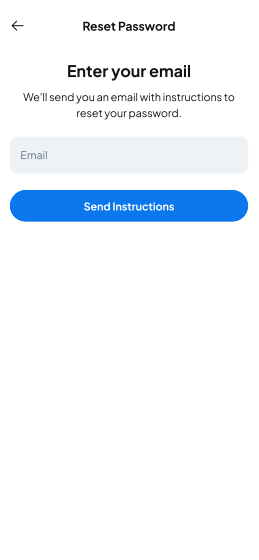 Reset Password
Enter your email
We'll send you an email with instructions to
reset your password.
Email
Send Instructions